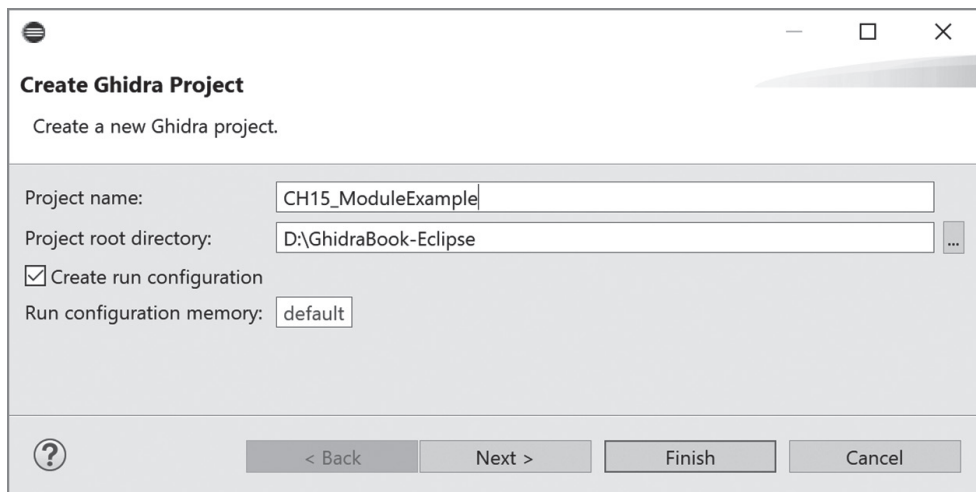 Create Ghidra Project
Create a new Ghidra project.
Project name: CH15_ModuleExample
Project root directory: D:\GhidraBook-Eclipse ...
Create run configuration
Run configuration memory: default
? < Back Next > Finish Cancel